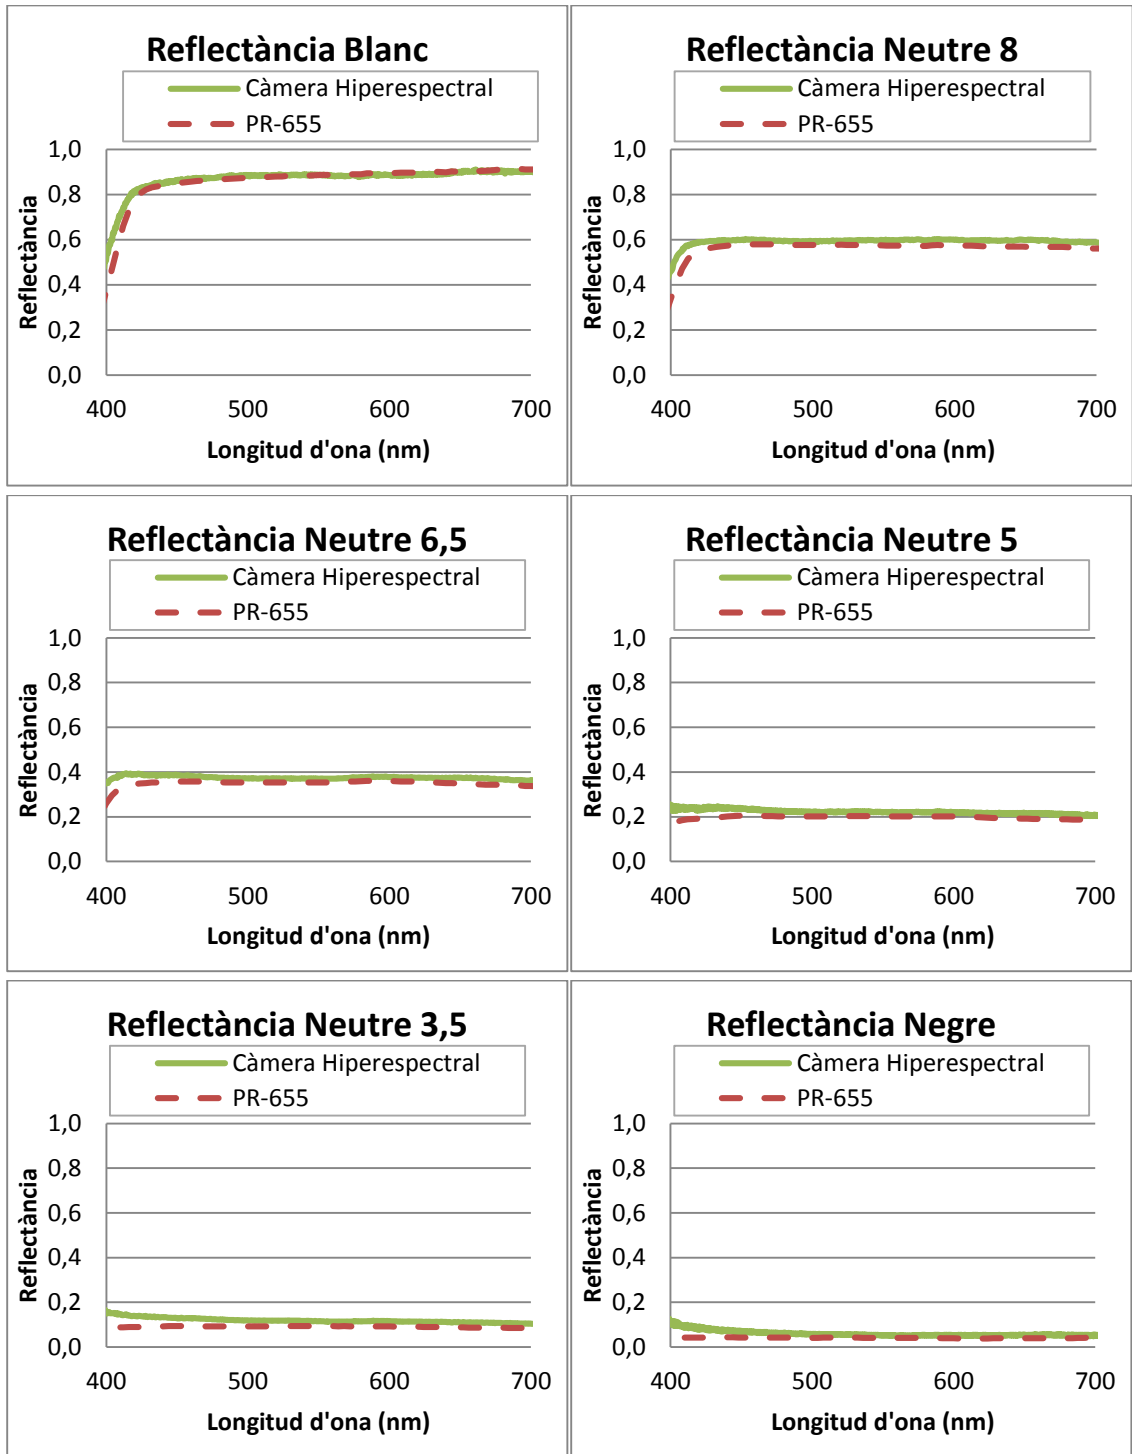 Reflectància Blanc
Càmera Hiperespectral
PR-655
1,0
0,8
0,6
0,4
0,2
0,0
Reflectància
400 500 600 700
Longitud d'ona (nm)
Reflectància Neutre 8
Càmera Hiperespectral
PR-655
1,0
0,8
0,6
0,4
0,2
0,0
Reflectància
400 500 600 700
Longitud d'ona (nm)
Reflectància Neutre 6,5
Càmera Hiperespectral
PR-655
1,0
0,8
0,6
0,4
0,2
0,0
Reflectància
400 500 600 700
Longitud d'ona (nm)
Reflectància Neutre 5
Càmera Hiperespectral
PR-655
1,0
0,8
0,6
0,4
0,2
0,0
Reflectància
400 500 600 700
Longitud d'ona (nm)
Reflectància Neutre 3,5
Càmera Hiperespectral
PR-655
1,0
0,8
0,6
0,4
0,2
0,0
Reflectància
400 500 600 700
Longitud d'ona (nm)
Reflectància Negre
Càmera Hiperespectral
PR-655
1,0
0,8
0,6
0,4
0,2
0,0
Reflectància
400 500 600 700
Longitud d'ona (nm)